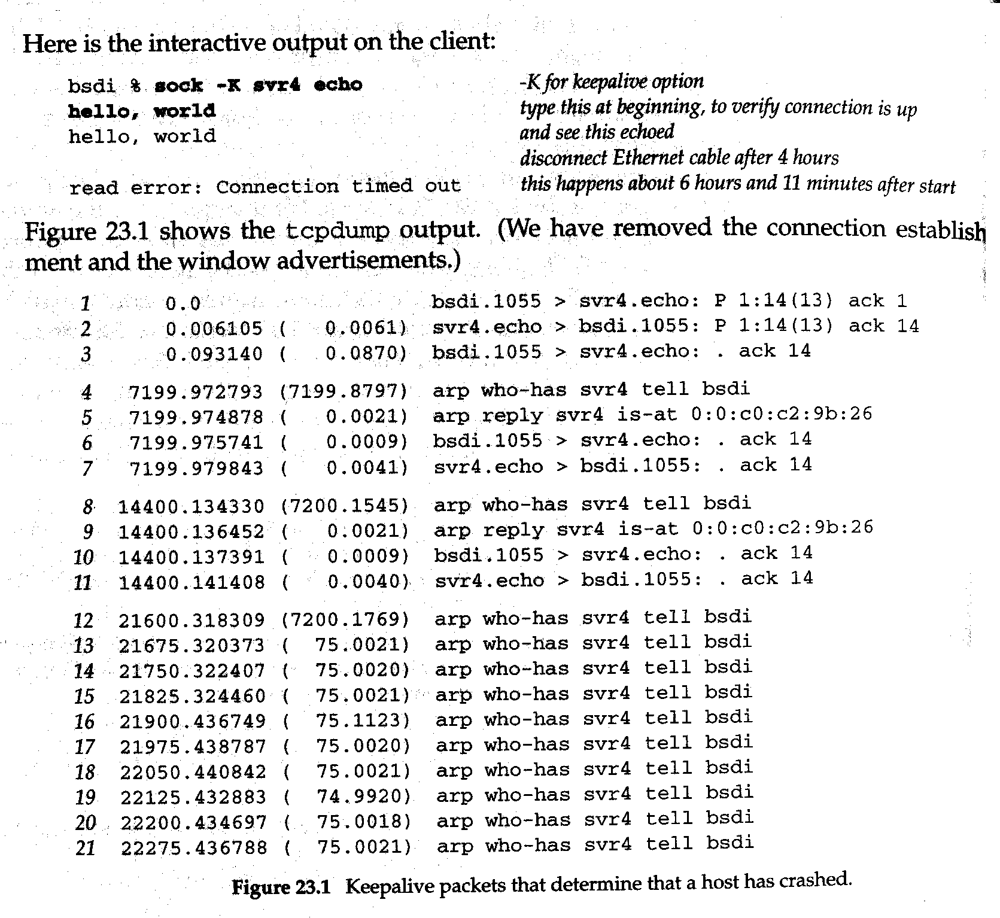 Here is the interactive output on the client:
bsdi % sock -K svr4 echo -K for keepalive option
hello, world type this at beginning, to verify connection is up
hello, world and see this echoed
disconnect Ethernet cable after 4 hours
read error: Connection timed out this happens about 6 hours and 11 minutes after start
Figure 23.1 shows the tcpdump output. (We have removed the connection establish
ment and the window advertisements.)
1 0.0 bsdi.1055 > svr4.echo: P 1:14(13) ack 1
2 0.006105 ( 0.0061) svr4.echo > bsdi.1055: P 1:14(13) ack 14
3 0.093140 ( 0.0870) bsdi.1055 > svr4.echo: . ack 14
4 7199.972793 (7199.8797) arp who-has svr4 tell bsdi
5 7199.974878 ( 0.0021) arp reply svr4 is-at 0:0:c0:c2:9b:26
6 7199.975741 ( 0.0009) bsdi.1055 > svr4.echo: . ack 14
7 7199.979843 ( 0.0041) svr4.echo > bsdi.1055: . ack 14
8 14400.134330 (7200.1545) arp who-has svr4 tell bsdi
9 14400.136452 ( 0.0021) arp reply svr4 is-at 0:0:c0:c2:9b:26
10 14400.137391 ( 0.0009) bsdi.1055 > svr4.echo: . ack 14
11 14400.141408 ( 0.0040) svr4.echo > bsdi.1055: . ack 14
12 21600.318309 (7200.1769) arp who-has svr4 tell bsdi
13 21675.320373 ( 75.0021) arp who-has svr4 tell bsdi
14 21750.322407 ( 75.0020) arp who-has svr4 tell bsdi
15 21825.324460 ( 75.0021) arp who-has svr4 tell bsdi
16 21900.436749 ( 75.1123) arp who-has svr4 tell bsdi
17 21975.438787 ( 75.0020) arp who-has svr4 tell bsdi
18 22050.440842 ( 75.0021) arp who-has svr4 tell bsdi
19 22125.432883 ( 74.9920) arp who-has svr4 tell bsdi
20 22200.434697 ( 75.0018) arp who-has svr4 tell bsdi
21 22275.436788 ( 75.0021) arp who-has svr4 tell bsdi
Figure 23.1 Keepalive packets that determine that a host has crashed.